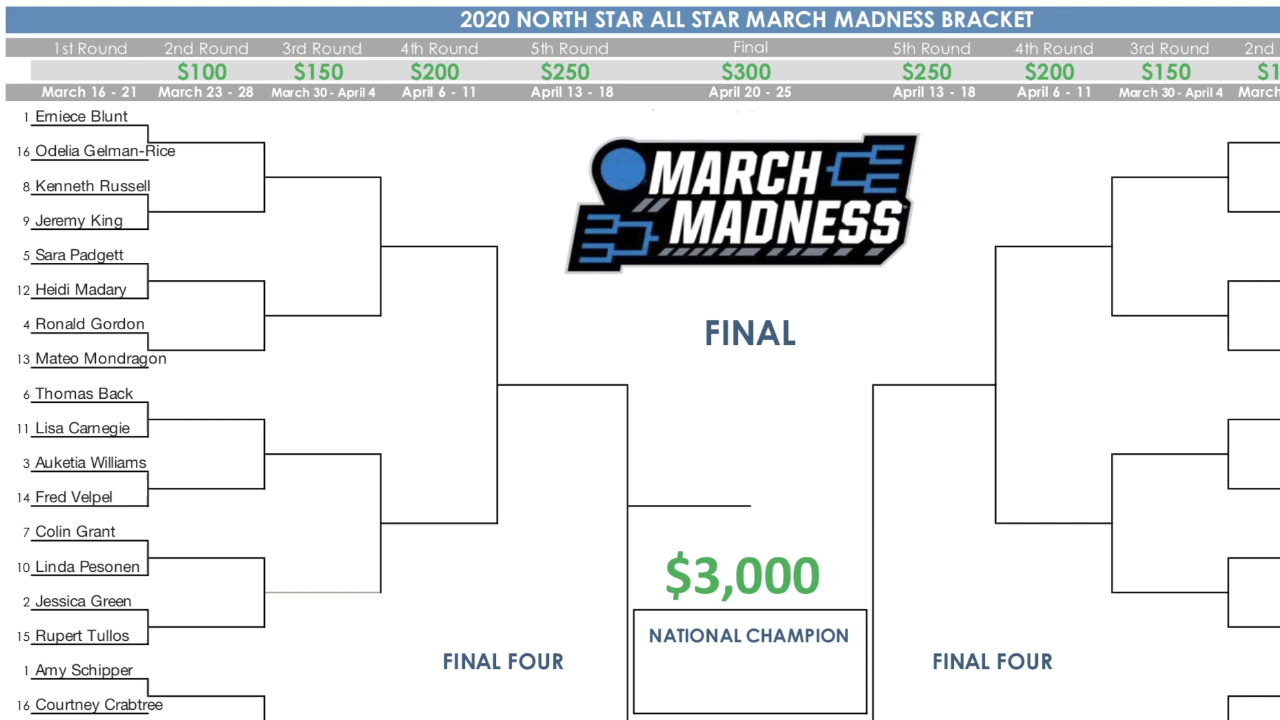 2020 NORTH STAR ALL STAR MARCH MADNESS BRACKET
1st Round 2nd Round 3rd Round 4th Round 5th Round Final 5th Round 4th Round 3rd Round 2nd
$100 $150 $200 $250 $300 $250 $200 $150 $1
March 16 - 21 March 23 - 28 March 30 - April 4 April 6 - 11 April 13 - 18 April 20 - 25 April 13 - 18 April 6 - 11 March 30 - April 4 March
1 Erniece Blunt
16 Odelia Gelman-Rice
8 Kenneth Russell
9 Jeremy King
5 Sara Padgett
12 Heidi Madary
4 Ronald Gordon
13 Mateo Mondragon
6 Thomas Back
11 Lisa Carnegie
3 Auketia Williams
14 Fred Velpel
7 Colin Grant
10 Linda Pesonen
2 Jessica Green
15 Rupert Tullos
1 Amy Schipper
16 Courtney Crabtree
MARCH
MADNESS
FINAL
$3,000
NATIONAL CHAMPION
FINAL FOUR
FINAL FOUR